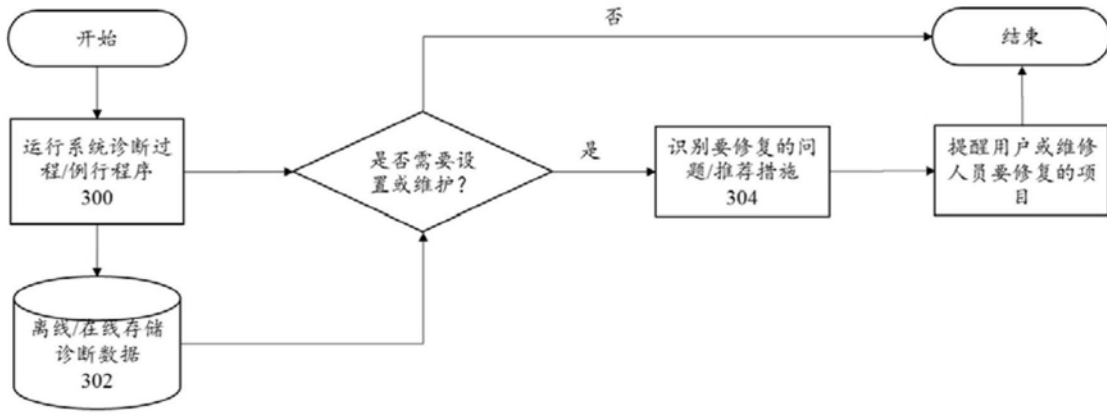 开始
否
结束
运行系统诊断过
程/例行程序
300
是否需要设
置或维护?
是
识别要修复的问
题/推荐措施
304
提醒用户或维修
人员要修复的项
目
离线/在线存储
诊断数据
302